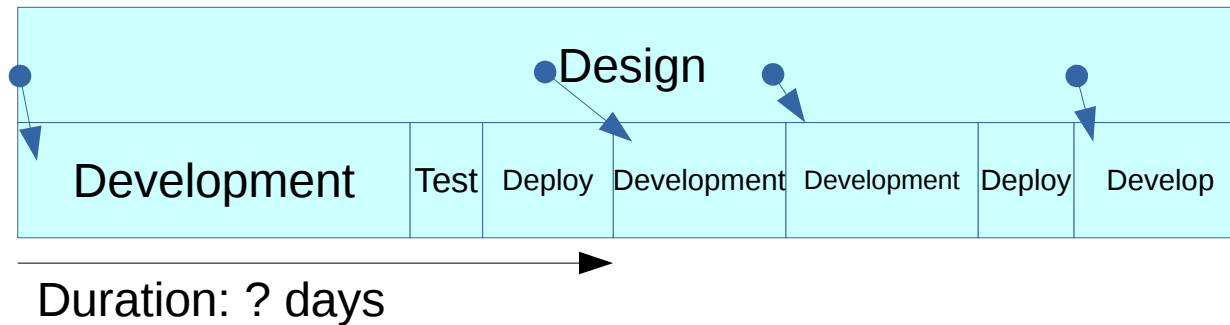 Design
Development Test Deploy Development Development Deploy Develop
Duration: ? days